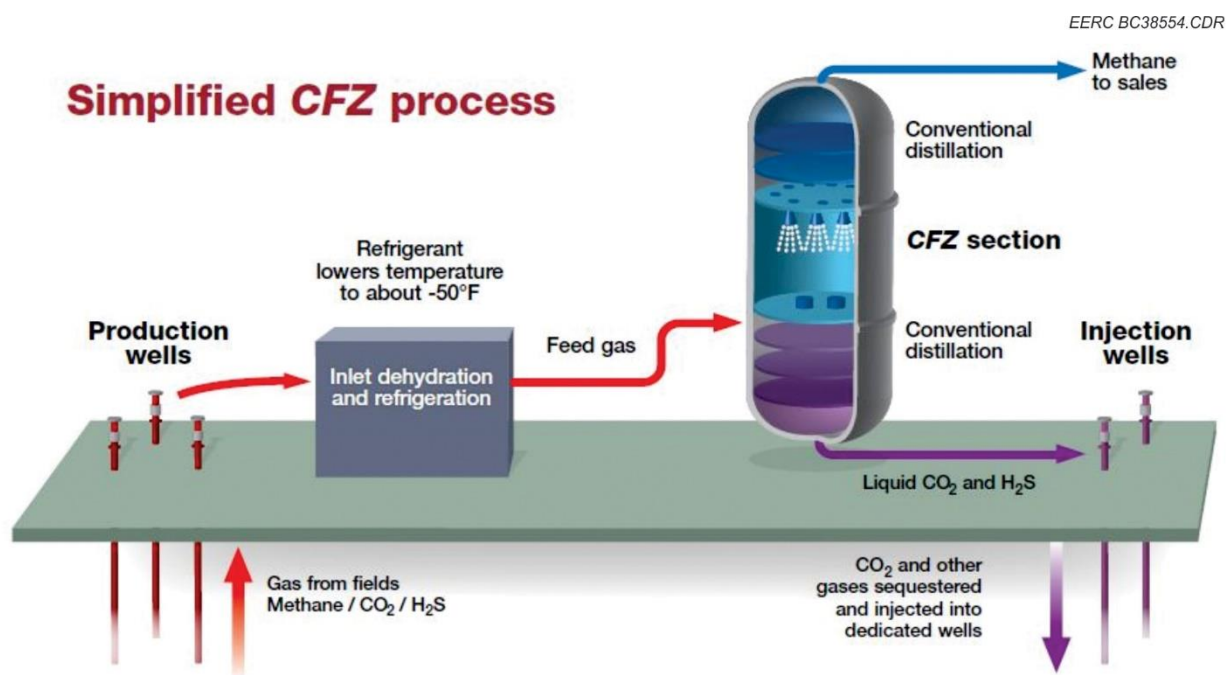 EERC BC38554.CDR
Simplified CFZ process
Methane
to sales
Conventional
distillation
CFZ section
Refrigerant
lowers temperature
to about -50°F
Production
wells
Feed gas
Conventional
distillation
Injection
wells
Inlet dehydration
and refrigeration
Liquid CO₂ and H₂S
Gas from fields
Methane / CO₂ / H₂S
CO₂ and other
gases sequestered
and injected into
dedicated wells